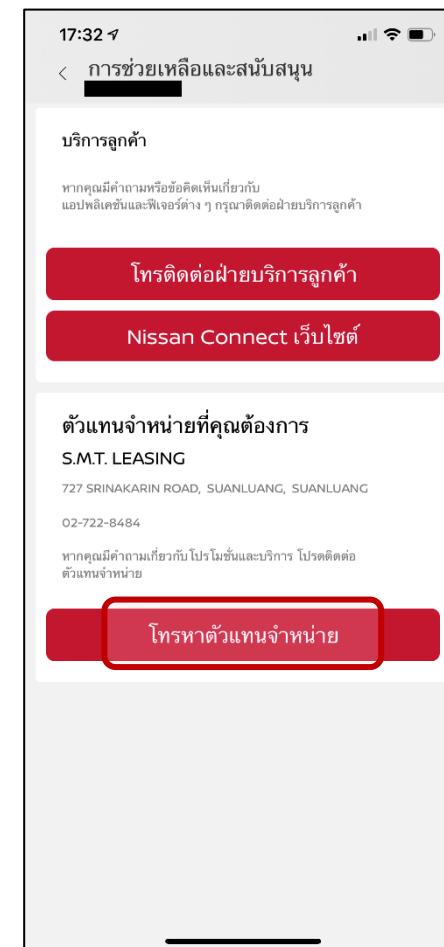 17:32
การช่วยเหลือและสนับสนุน
บริการลูกค้า
หากคุณมีคำถามหรือข้อคิดเห็นเกี่ยวกับ
แอปพลิเคชันและฟีเจอร์ต่าง ๆ กรุณาติดต่อฝ่ายบริการลูกค้า
โทรติดต่อฝ่ายบริการลูกค้า
Nissan Connect เว็บไซต์
ตัวแทนจำหน่ายที่คุณต้องการ
S.M.T. LEASING
727 SRINAKARIN ROAD, SUANLUANG, SUANLUANG
02-722-8484
หากคุณมีคำถามเกี่ยวกับโปรโมชั่นและบริการ โปรดติดต่อ
ตัวแทนจำหน่าย
โทรหาตัวแทนจำหน่าย